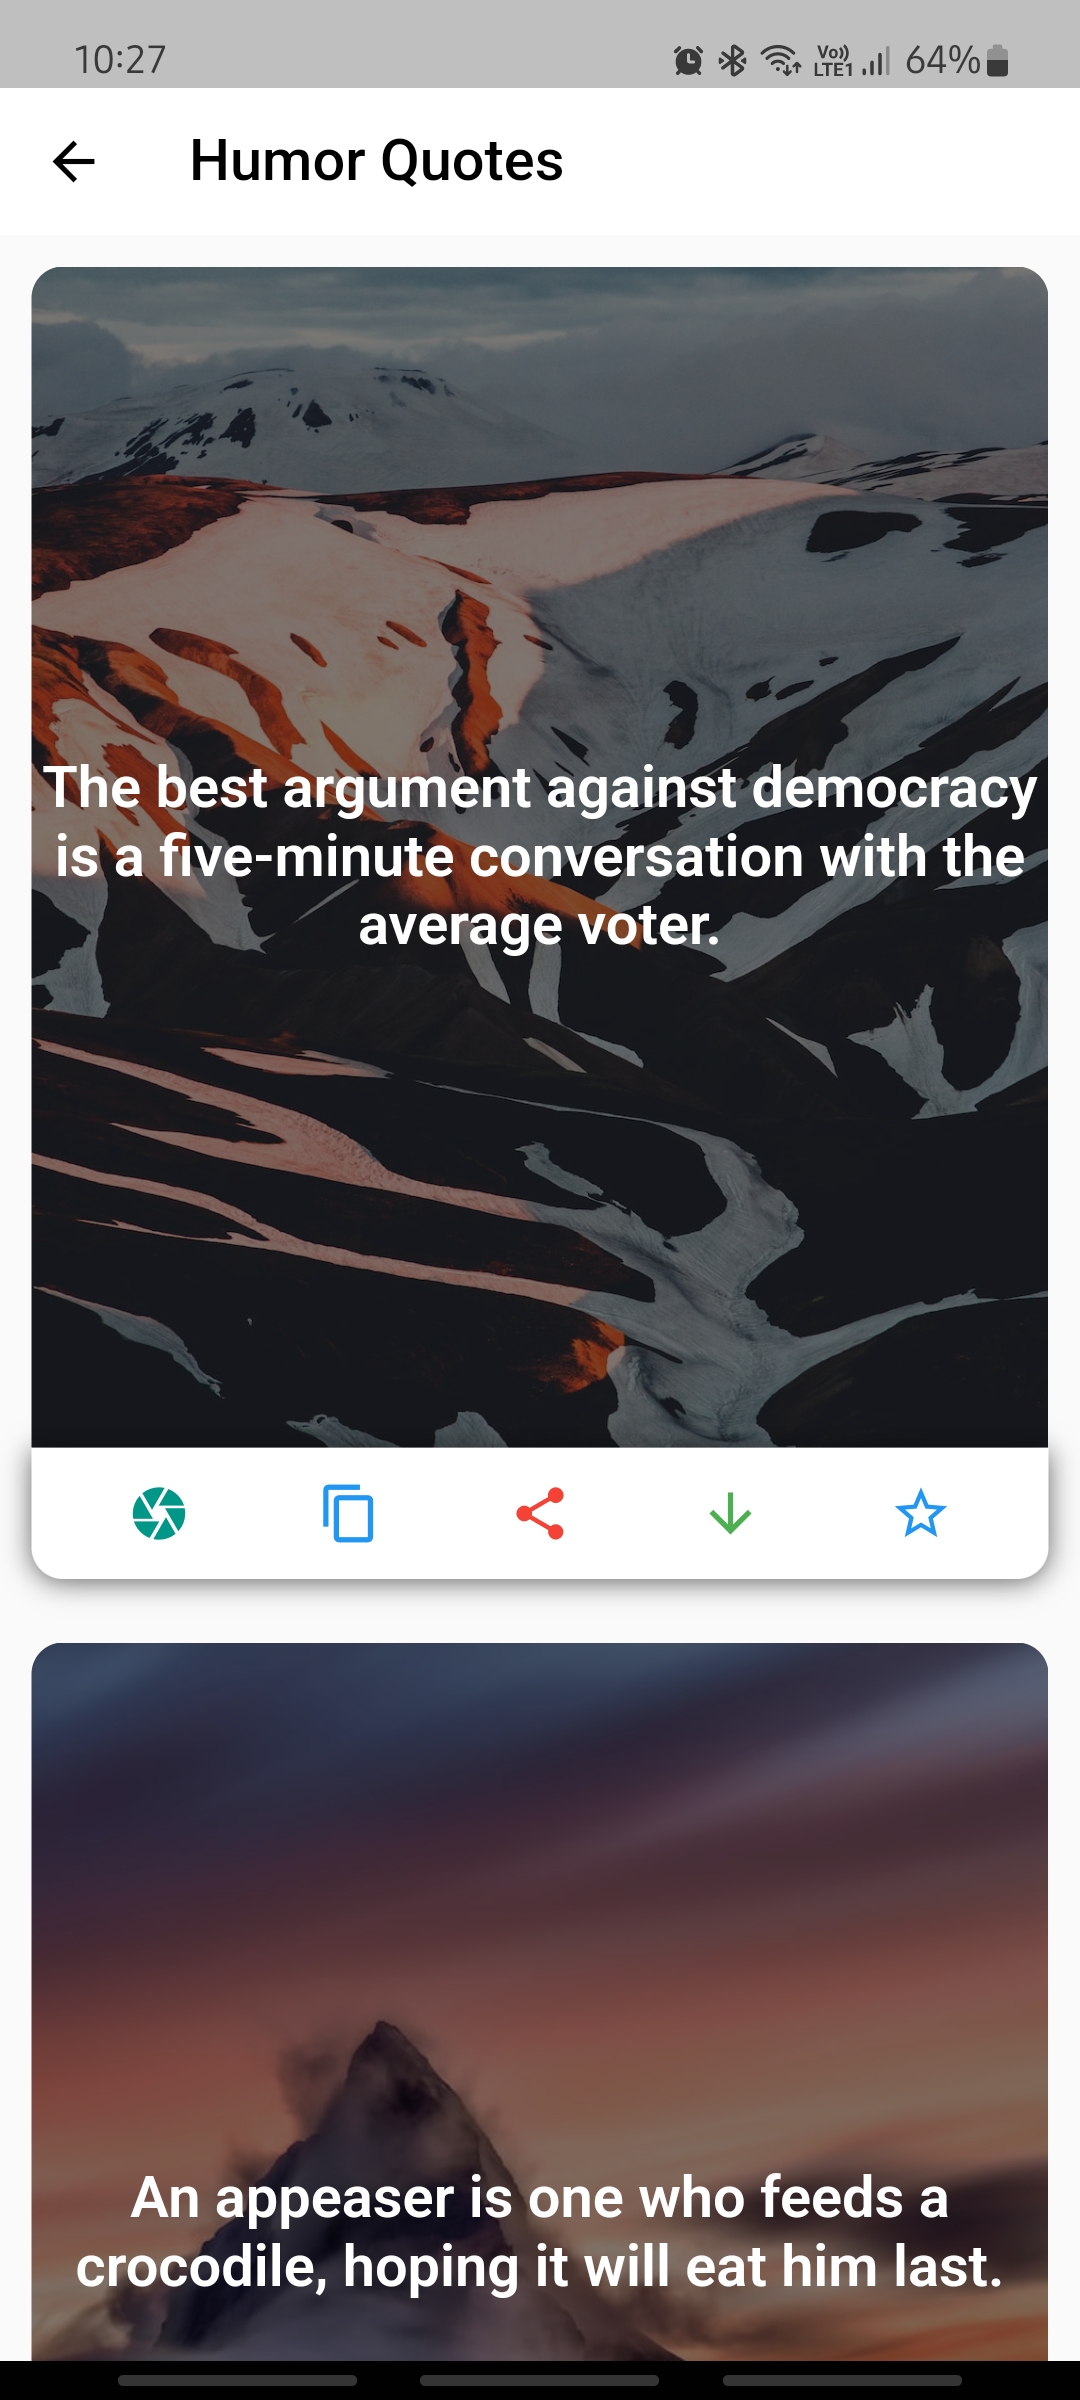 10:27
Vo))
LTE1
64%
Humor Quotes
The best argument against democracy
is a five-minute conversation with the
average voter.
An appeaser is one who feeds a
crocodile, hoping it will eat him last.